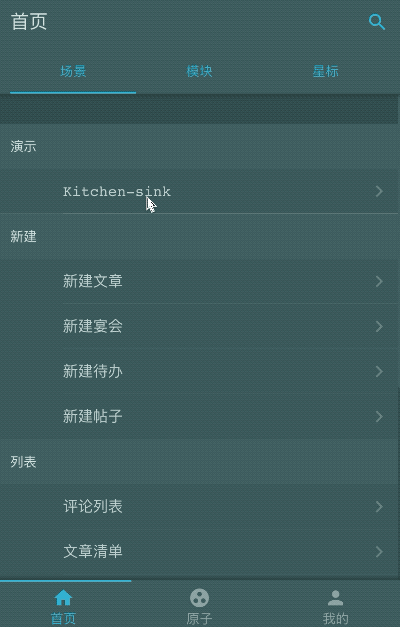 首页
场景 模块 星标
演示
Kitchen-sink
新建
新建文章
新建宴会
新建待办
新建帖子
列表
评论列表
文章清单
首页 原子 我的